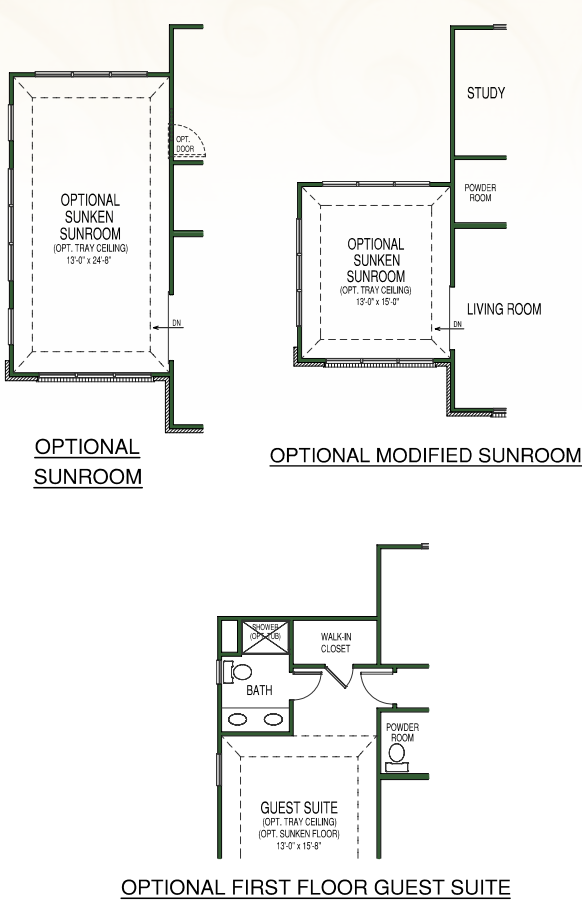 OPT.
DOOR
OPTIONAL
SUNKEN
SUNROOM
(OPT. TRAY CEILING)
13'-0" x 24'-8"
DN
OPTIONAL
SUNROOM
STUDY
POWDER
ROOM
OPTIONAL
SUNKEN
SUNROOM
(OPT. TRAY CEILING)
13'-0" x 15'-0"
LIVING ROOM
DN
OPTIONAL MODIFIED SUNROOM
SHOWER
(OPT. TUB)
WALK-IN
CLOSET
BATH
POWDER
ROOM
GUEST SUITE
(OPT. TRAY CEILING)
(OPT. SUNKEN FLOOR)
13'-0" x 15'-8"
OPTIONAL FIRST FLOOR GUEST SUITE